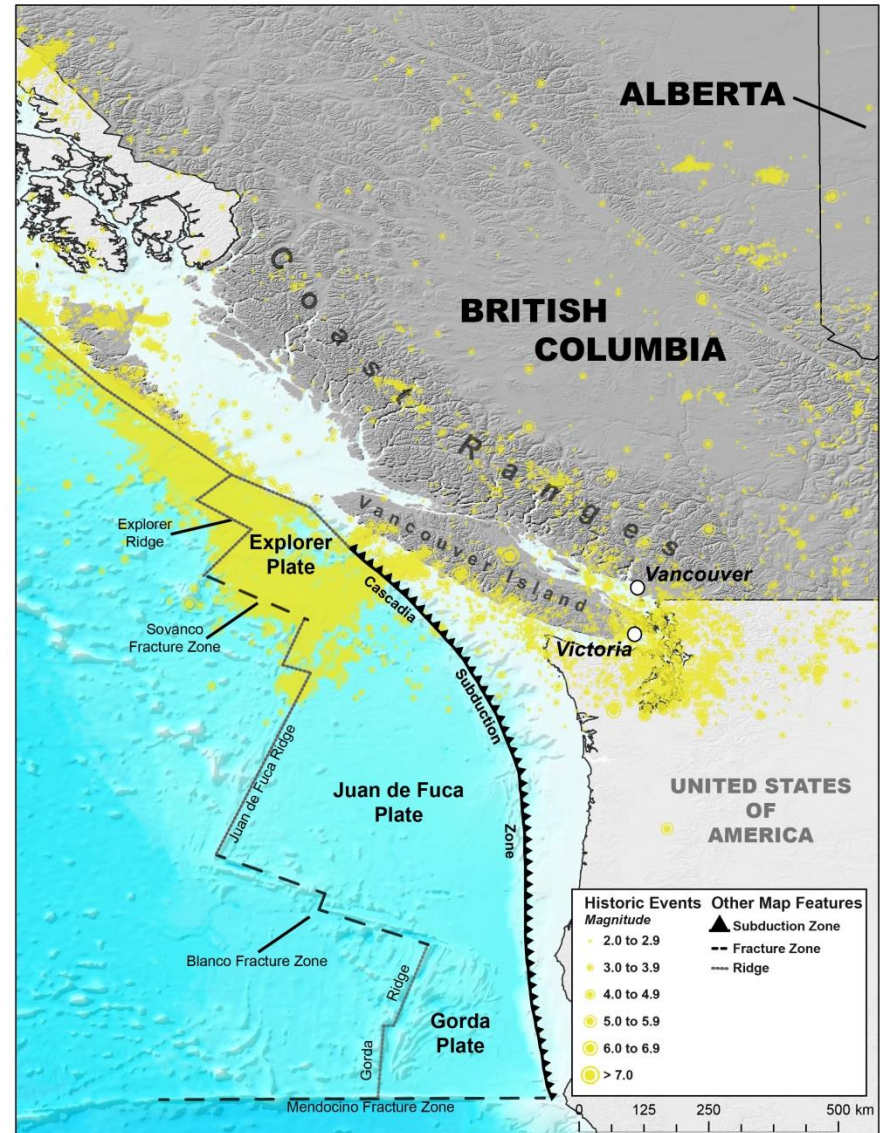 ALBERTA
BRITISH
COLUMBIA
Coast Ranges
Vancouver Island
Vancouver
Victoria
Explorer
Ridge
Explorer
Plate
Sovanco
Fracture Zone
Cascadia
Subduction
Zone
Juan de Fuca Ridge
Juan de Fuca
Plate
UNITED STATES
OF
AMERICA
Blanco Fracture Zone
Ridge
Gorda
Gorda
Plate
Mendocino Fracture Zone
Historic Events
Magnitude
2.0 to 2.9
3.0 to 3.9
4.0 to 4.9
5.0 to 5.9
6.0 to 6.9
> 7.0
Other Map Features
Subduction Zone
Fracture Zone
Ridge
0 125 250 500 km